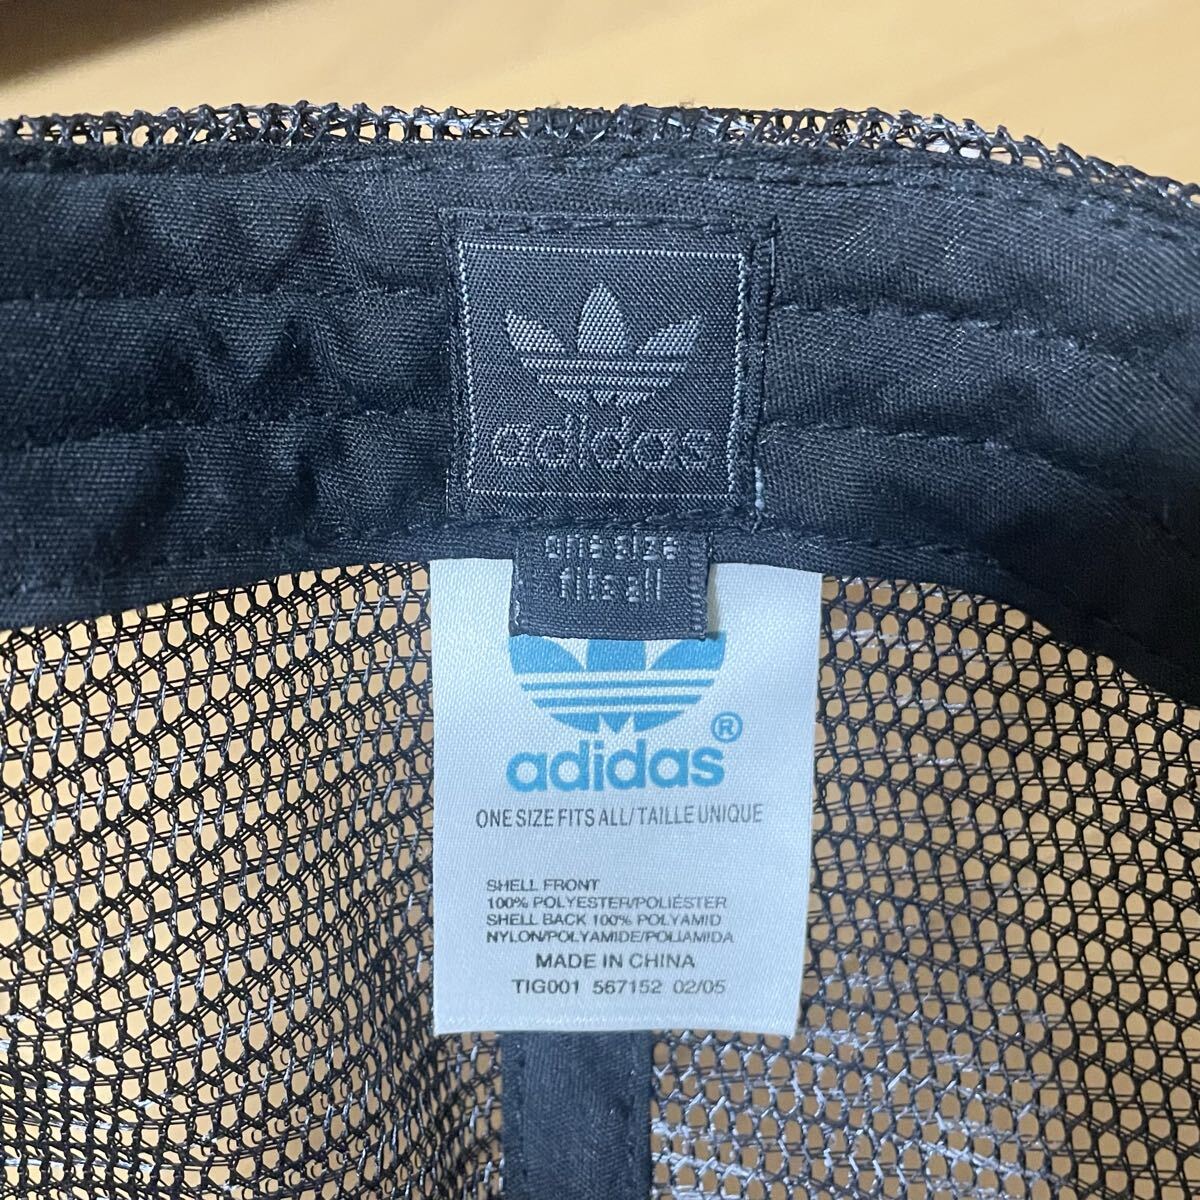 adidas
one size
fits all
adidas®
ONE SIZE FITS ALL/TAILLE UNIQUE
SHELL FRONT
100% POLYESTER/POLIÉSTER
SHELL BACK 100% POLYAMID
NYLON/POLYAMIDE/POLIAMIDA
MADE IN CHINA
TIG001 567152 02/05